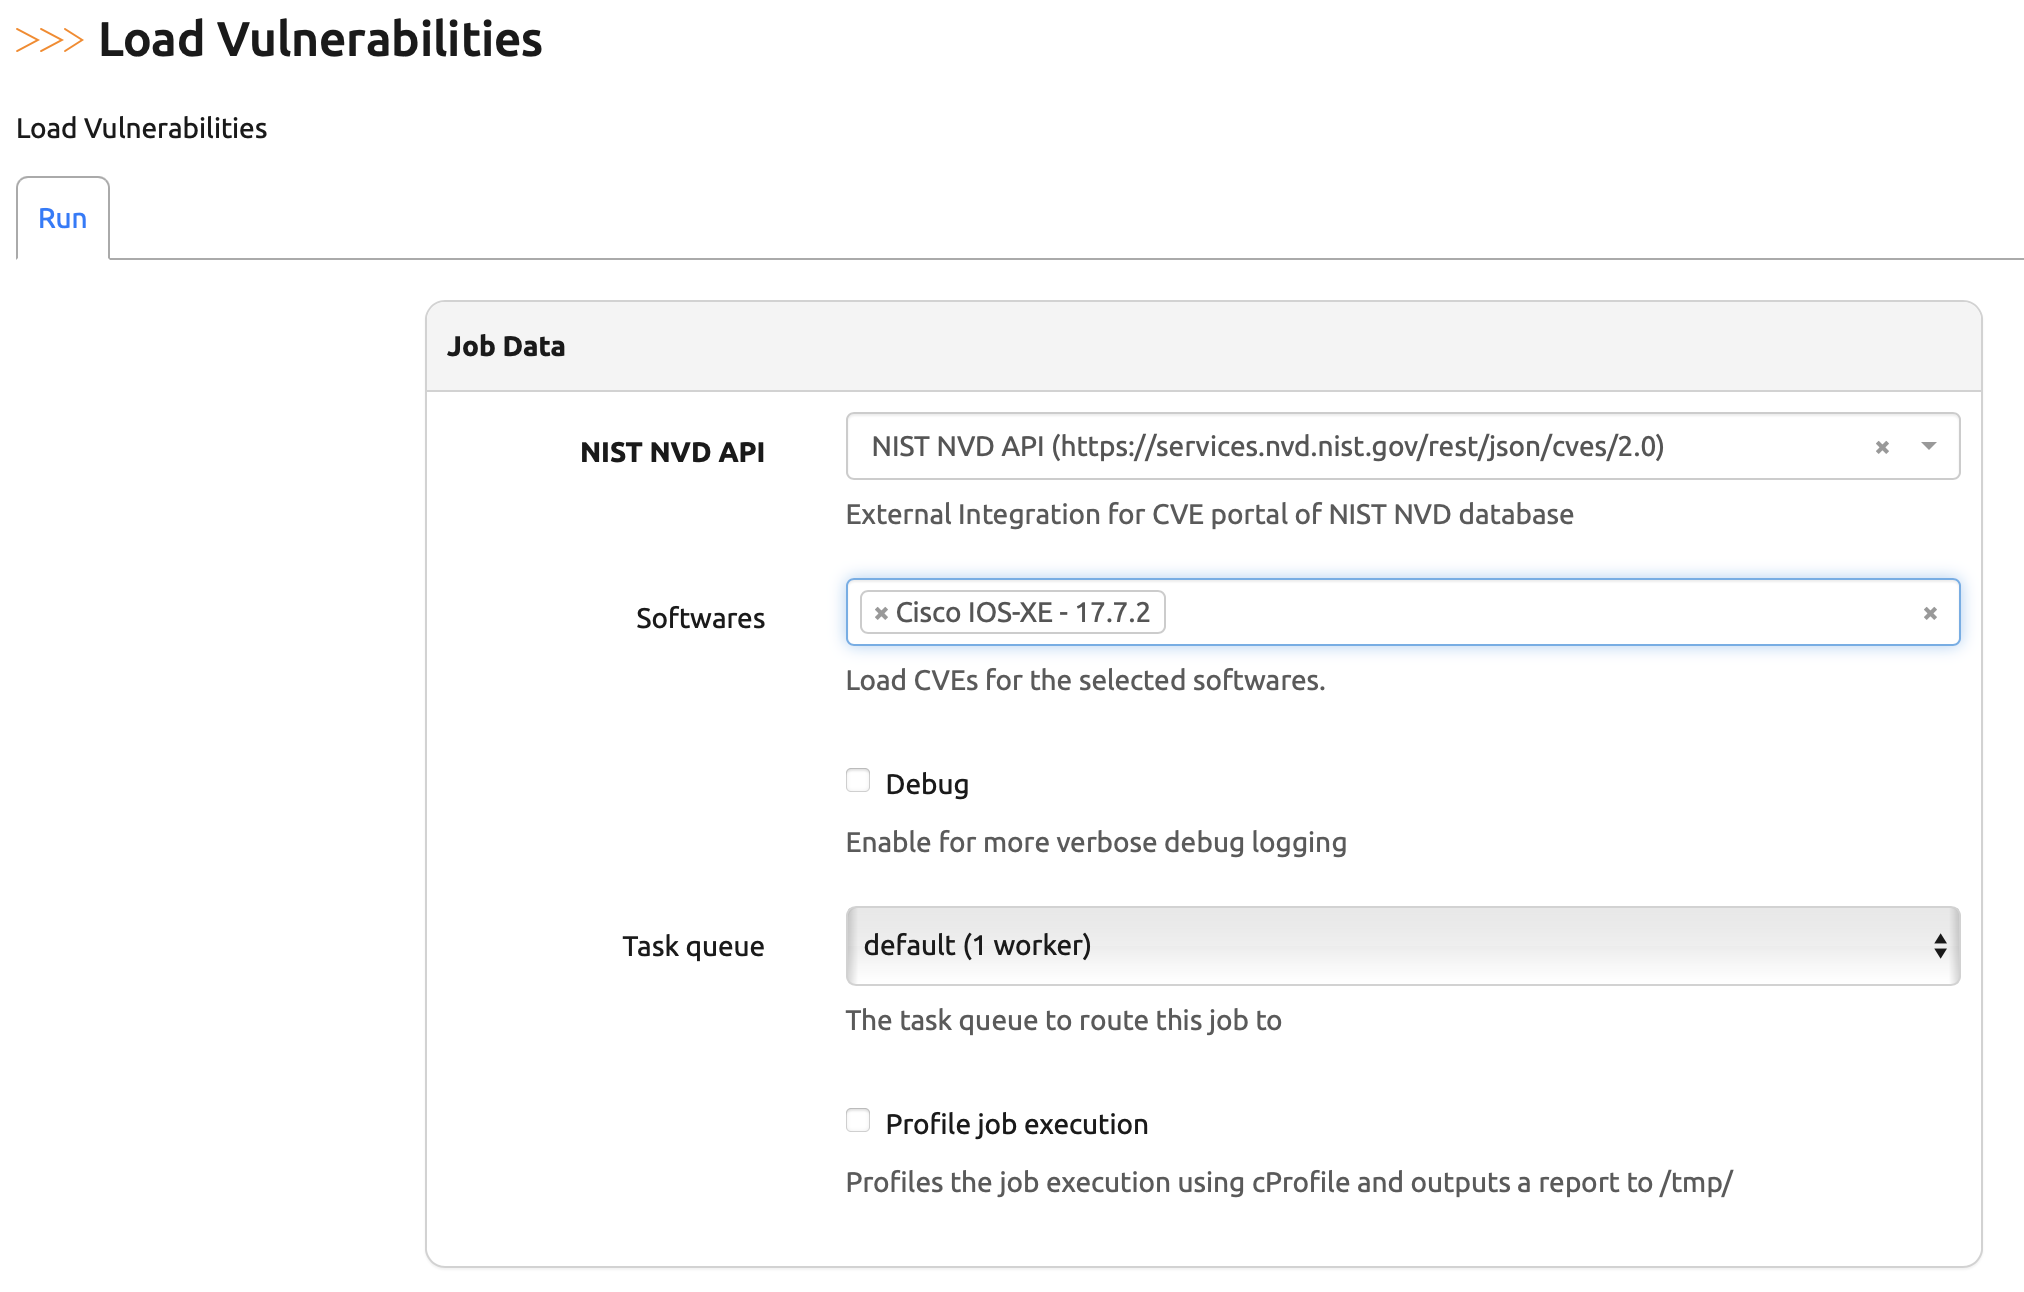 >>> Load Vulnerabilities
Load Vulnerabilities
Run
Job Data
NIST NVD API
NIST NVD API (https://services.nvd.nist.gov/rest/json/cves/2.0)
External Integration for CVE portal of NIST NVD database
Softwares
× Cisco IOS-XE - 17.7.2
Load CVEs for the selected softwares.
Debug
Enable for more verbose debug logging
Task queue
default (1 worker)
The task queue to route this job to
Profile job execution
Profiles the job execution using cProfile and outputs a report to /tmp/